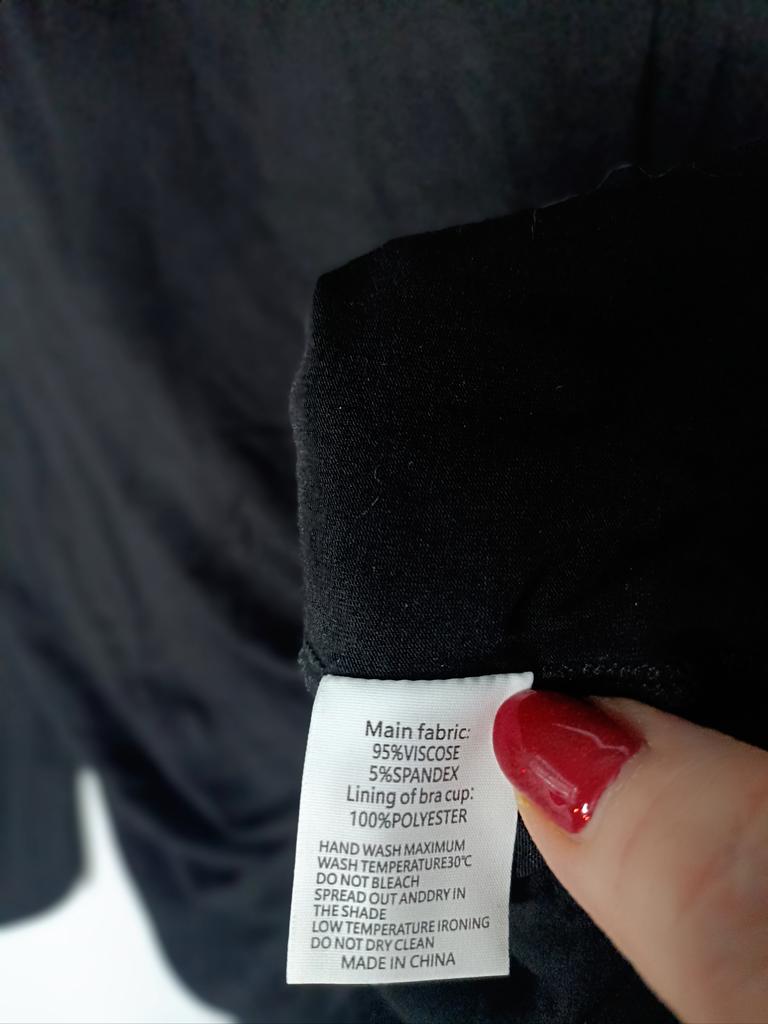 Main fabric:
95%VISCOSE
5%SPANDEX
Lining of bra cup:
100%POLYESTER
HAND WASH MAXIMUM
WASH TEMPERATURE30℃
DO NOT BLEACH
SPREAD OUT ANDDRY IN
THE SHADE
LOW TEMPERATURE IRONING
DO NOT DRY CLEAN
MADE IN CHINA